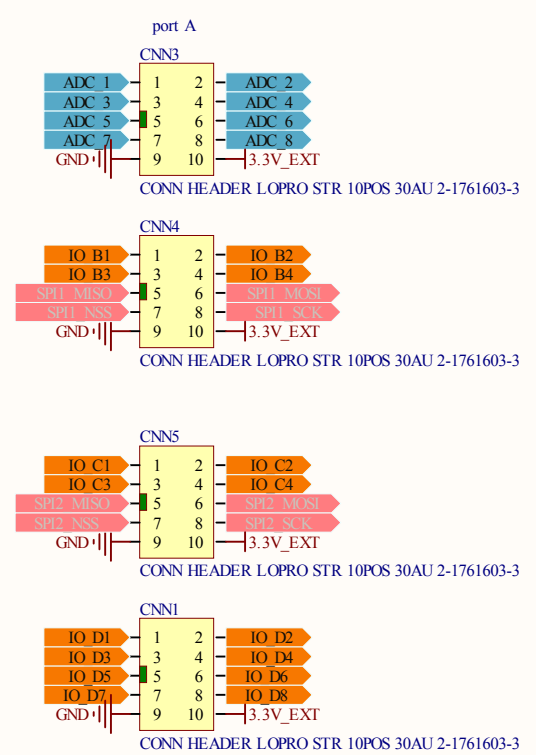 port A
CNN3
ADC_1 1 2 ADC_2
ADC_3 3 4 ADC_4
ADC_5 5 6 ADC_6
ADC_7 7 8 ADC_8
GND 9 10 3.3V_EXT
CONN HEADER LOPRO STR 10POS 30AU 2-1761603-3
CNN4
IO_B1 1 2 IO_B2
IO_B3 3 4 IO_B4
SPI1_MISO 5 6 SPI1_MOSI
SPI1_NSS 7 8 SPI1_SCK
GND 9 10 3.3V_EXT
CONN HEADER LOPRO STR 10POS 30AU 2-1761603-3
CNN5
IO_C1 1 2 IO_C2
IO_C3 3 4 IO_C4
SPI2_MISO 5 6 SPI2_MOSI
SPI2_NSS 7 8 SPI2_SCK
GND 9 10 3.3V_EXT
CONN HEADER LOPRO STR 10POS 30AU 2-1761603-3
CNN1
IO_D1 1 2 IO_D2
IO_D3 3 4 IO_D4
IO_D5 5 6 IO_D6
IO_D7 7 8 IO_D8
GND 9 10 3.3V_EXT
CONN HEADER LOPRO STR 10POS 30AU 2-1761603-3